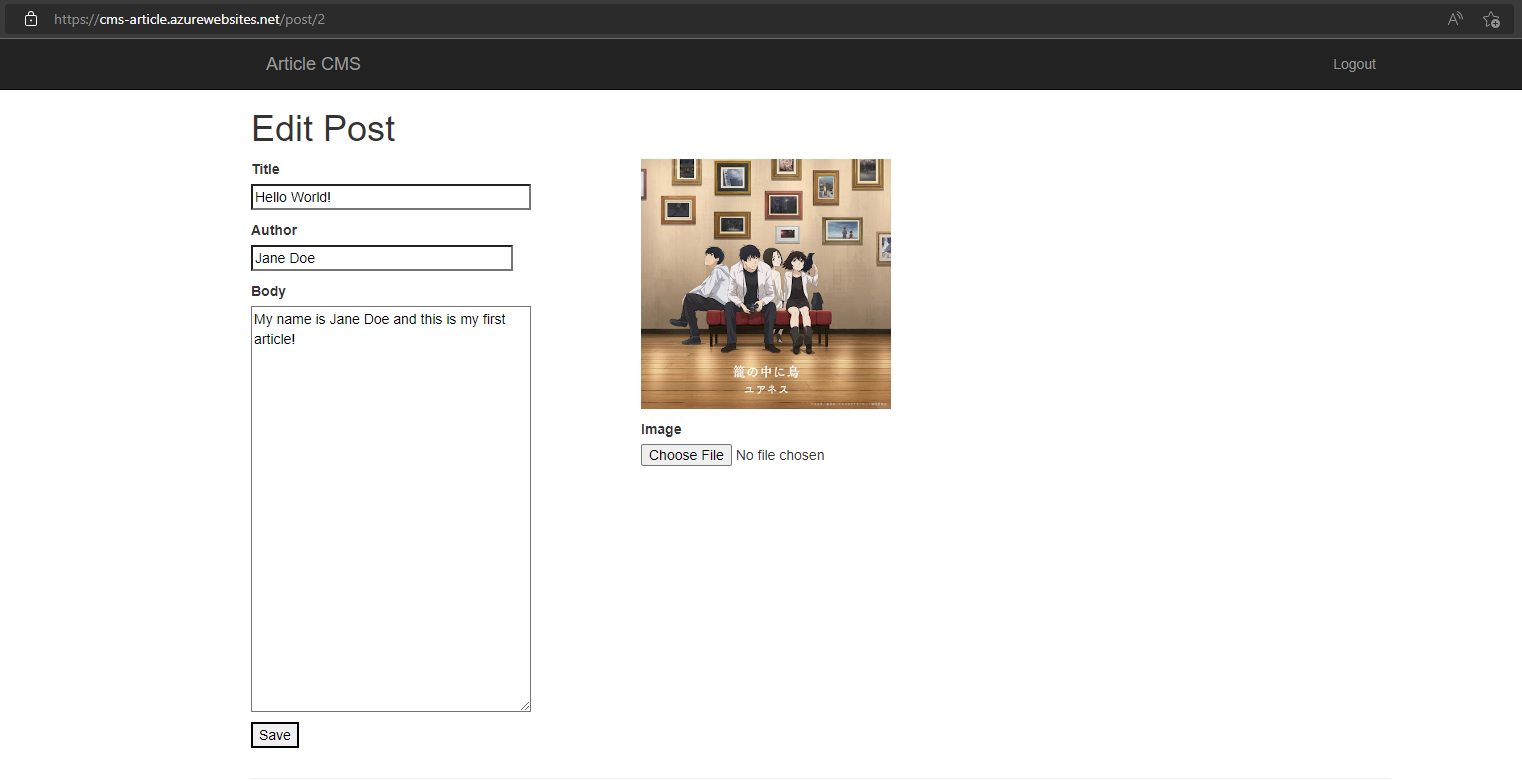 https://cms-article.azurewebsites.net/post/2
Article CMS
Logout
Edit Post
Title
Hello World!
Author
Jane Doe
Body
My name is Jane Doe and this is my first
article!
Save
籠の中に鳥
ユアネス
Image
Choose File No file chosen